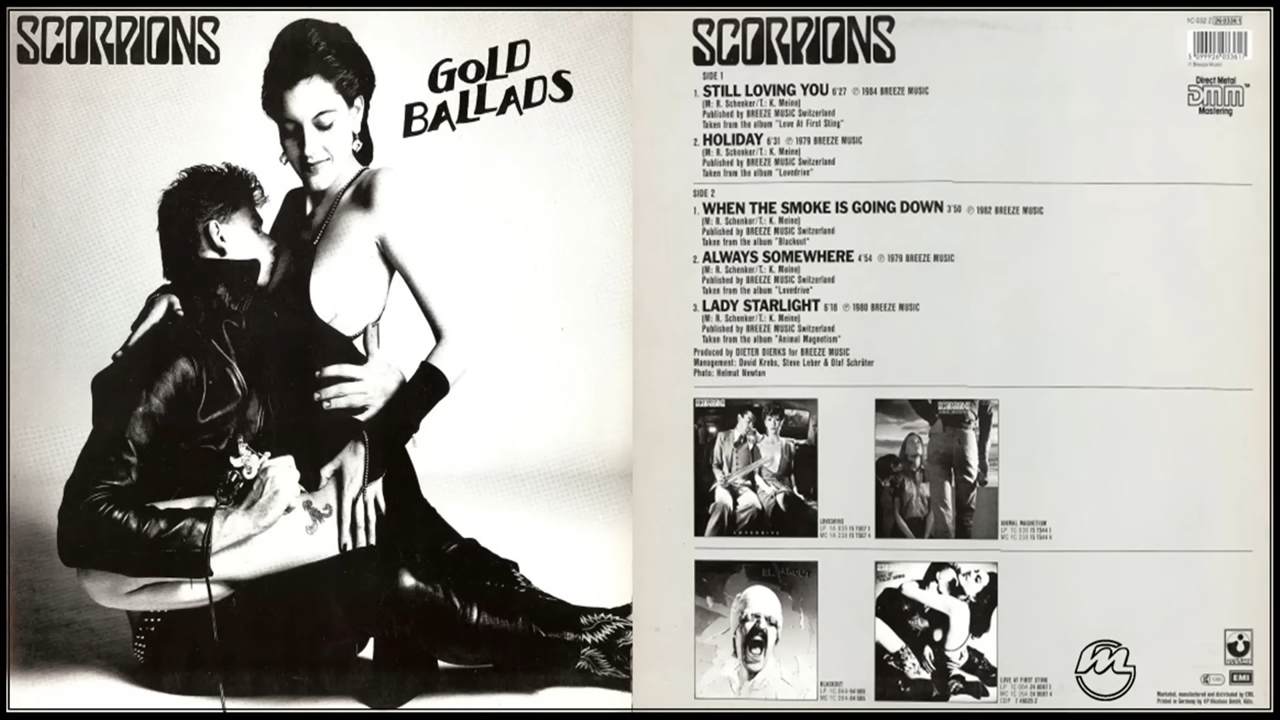 SCORPIONS
GOLD
BALLADS
SCORPIONS
SIDE 1
1. STILL LOVING YOU 6'27 ℗ 1984 BREEZE MUSIC
(M: R. Schenker/T.: K. Meine)
Published by BREEZE MUSIC Switzerland
Taken from the album "Love At First Sting"
2. HOLIDAY 6'31 ℗ 1979 BREEZE MUSIC
(M: R. Schenker/T.: K. Meine)
Published by BREEZE MUSIC Switzerland
Taken from the album "Lovedrive"
SIDE 2
1. WHEN THE SMOKE IS GOING DOWN 3'50 ℗ 1982 BREEZE MUSIC
(M: R. Schenker/T.: K. Meine)
Published by BREEZE MUSIC Switzerland
Taken from the album "Blackout"
2. ALWAYS SOMEWHERE 4'54 ℗ 1979 BREEZE MUSIC
(M: R. Schenker/T.: K. Meine)
Published by BREEZE MUSIC Switzerland
Taken from the album "Lovedrive"
3. LADY STARLIGHT 6'18 ℗ 1980 BREEZE MUSIC
(M: R. Schenker/T.: K. Meine)
Published by BREEZE MUSIC Switzerland
Taken from the album "Animal Magnetism"
Produced by DIETER DIERKS for BREEZE MUSIC
Management: David Krebs, Steve Leber & Olaf Schröter
Photo: Helmut Newton
Direct Metal
DMM
Mastering
SCORPIONS
LOVEDRIVE
LOVEDRIVE
SCORPIONS
ANIMAL MAGNETISM
BLACKOUT
BLACKOUT
LOVE AT FIRST STING
EMI